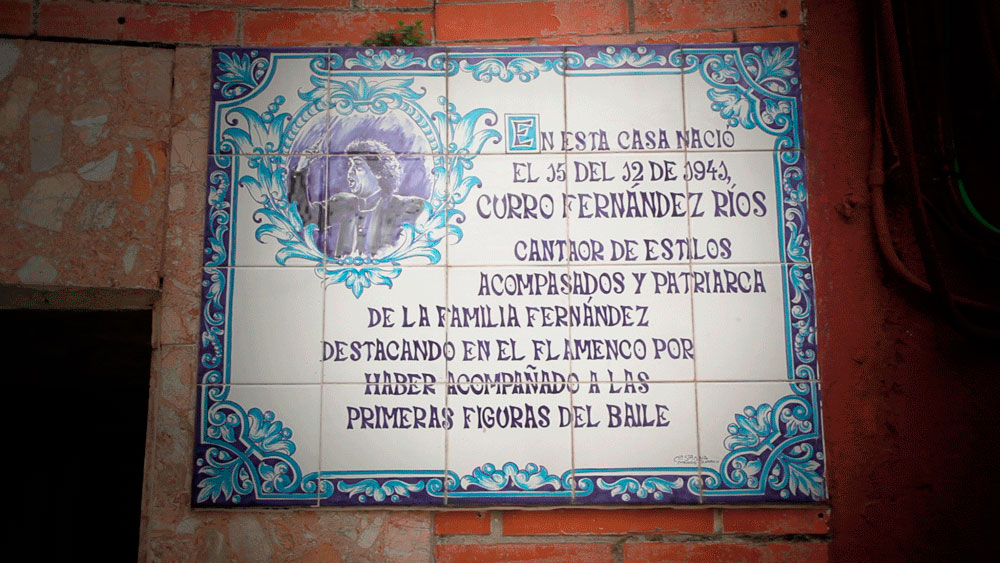 EN ESTA CASA NACIÓ
EL 15 DEL 12 DE 1941,
CURRO FERNÁNDEZ RÍOS
CANTAOR DE ESTILOS
ACOMPASADOS Y PATRIARCA
DE LA FAMILIA FERNÁNDEZ
DESTACANDO EN EL FLAMENCO POR
HABER ACOMPAÑADO A LAS
PRIMERAS FIGURAS DEL BAILE